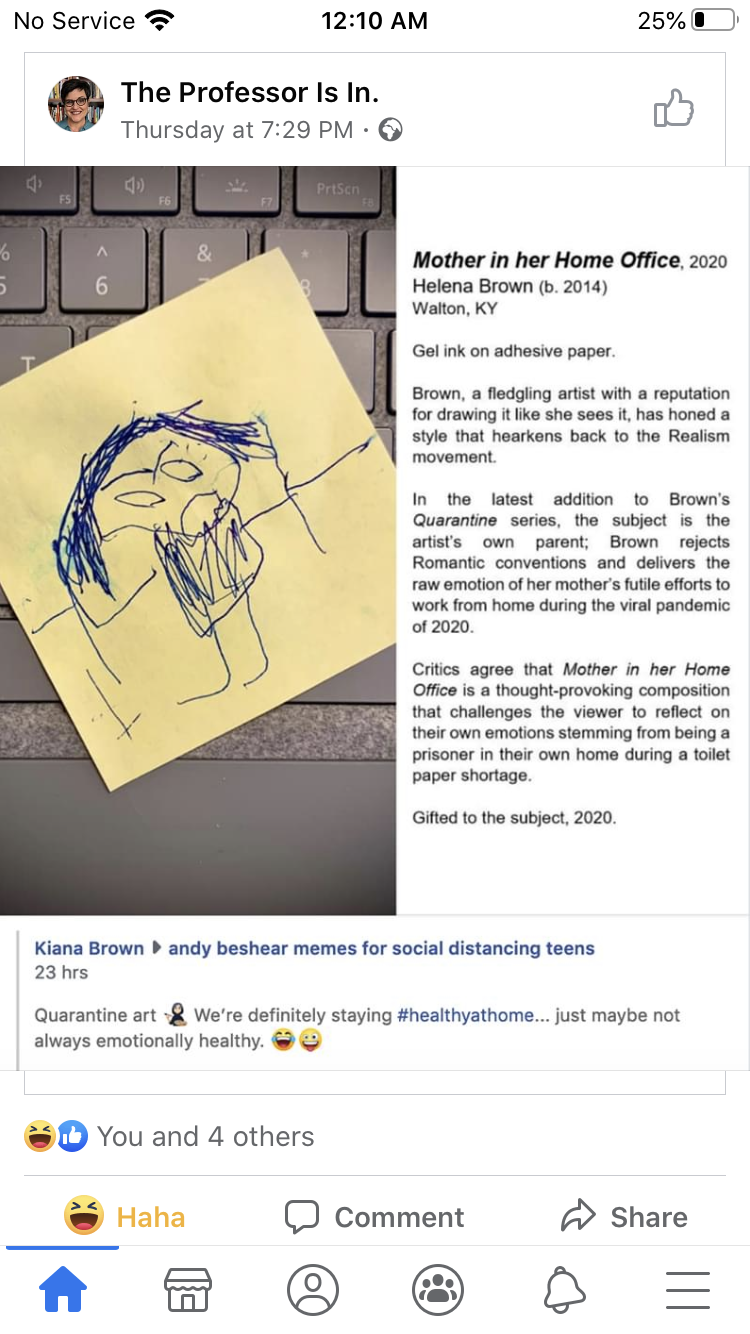 No Service 12:10 AM 25%
The Professor Is In.
Thursday at 7:29 PM ·
F5 F6 F7 PrtSc F8
% ^ & *
5 6 8
T
Mother in her Home Office, 2020
Helena Brown (b. 2014)
Walton, KY
Gel ink on adhesive paper.
Brown, a fledgling artist with a reputation
for drawing it like she sees it, has honed a
style that hearkens back to the Realism
movement.
In the latest addition to Brown's
Quarantine series, the subject is the
artist's own parent; Brown rejects
Romantic conventions and delivers the
raw emotion of her mother's futile efforts to
work from home during the viral pandemic
of 2020.
Critics agree that Mother in her Home
Office is a thought-provoking composition
that challenges the viewer to reflect on
their own emotions stemming from being a
prisoner in their own home during a toilet
paper shortage.
Gifted to the subject, 2020.
Kiana Brown andy beshear memes for social distancing teens
23 hrs
Quarantine art We're definitely staying #healthyathome... just maybe not
always emotionally healthy.
You and 4 others
Haha Comment Share